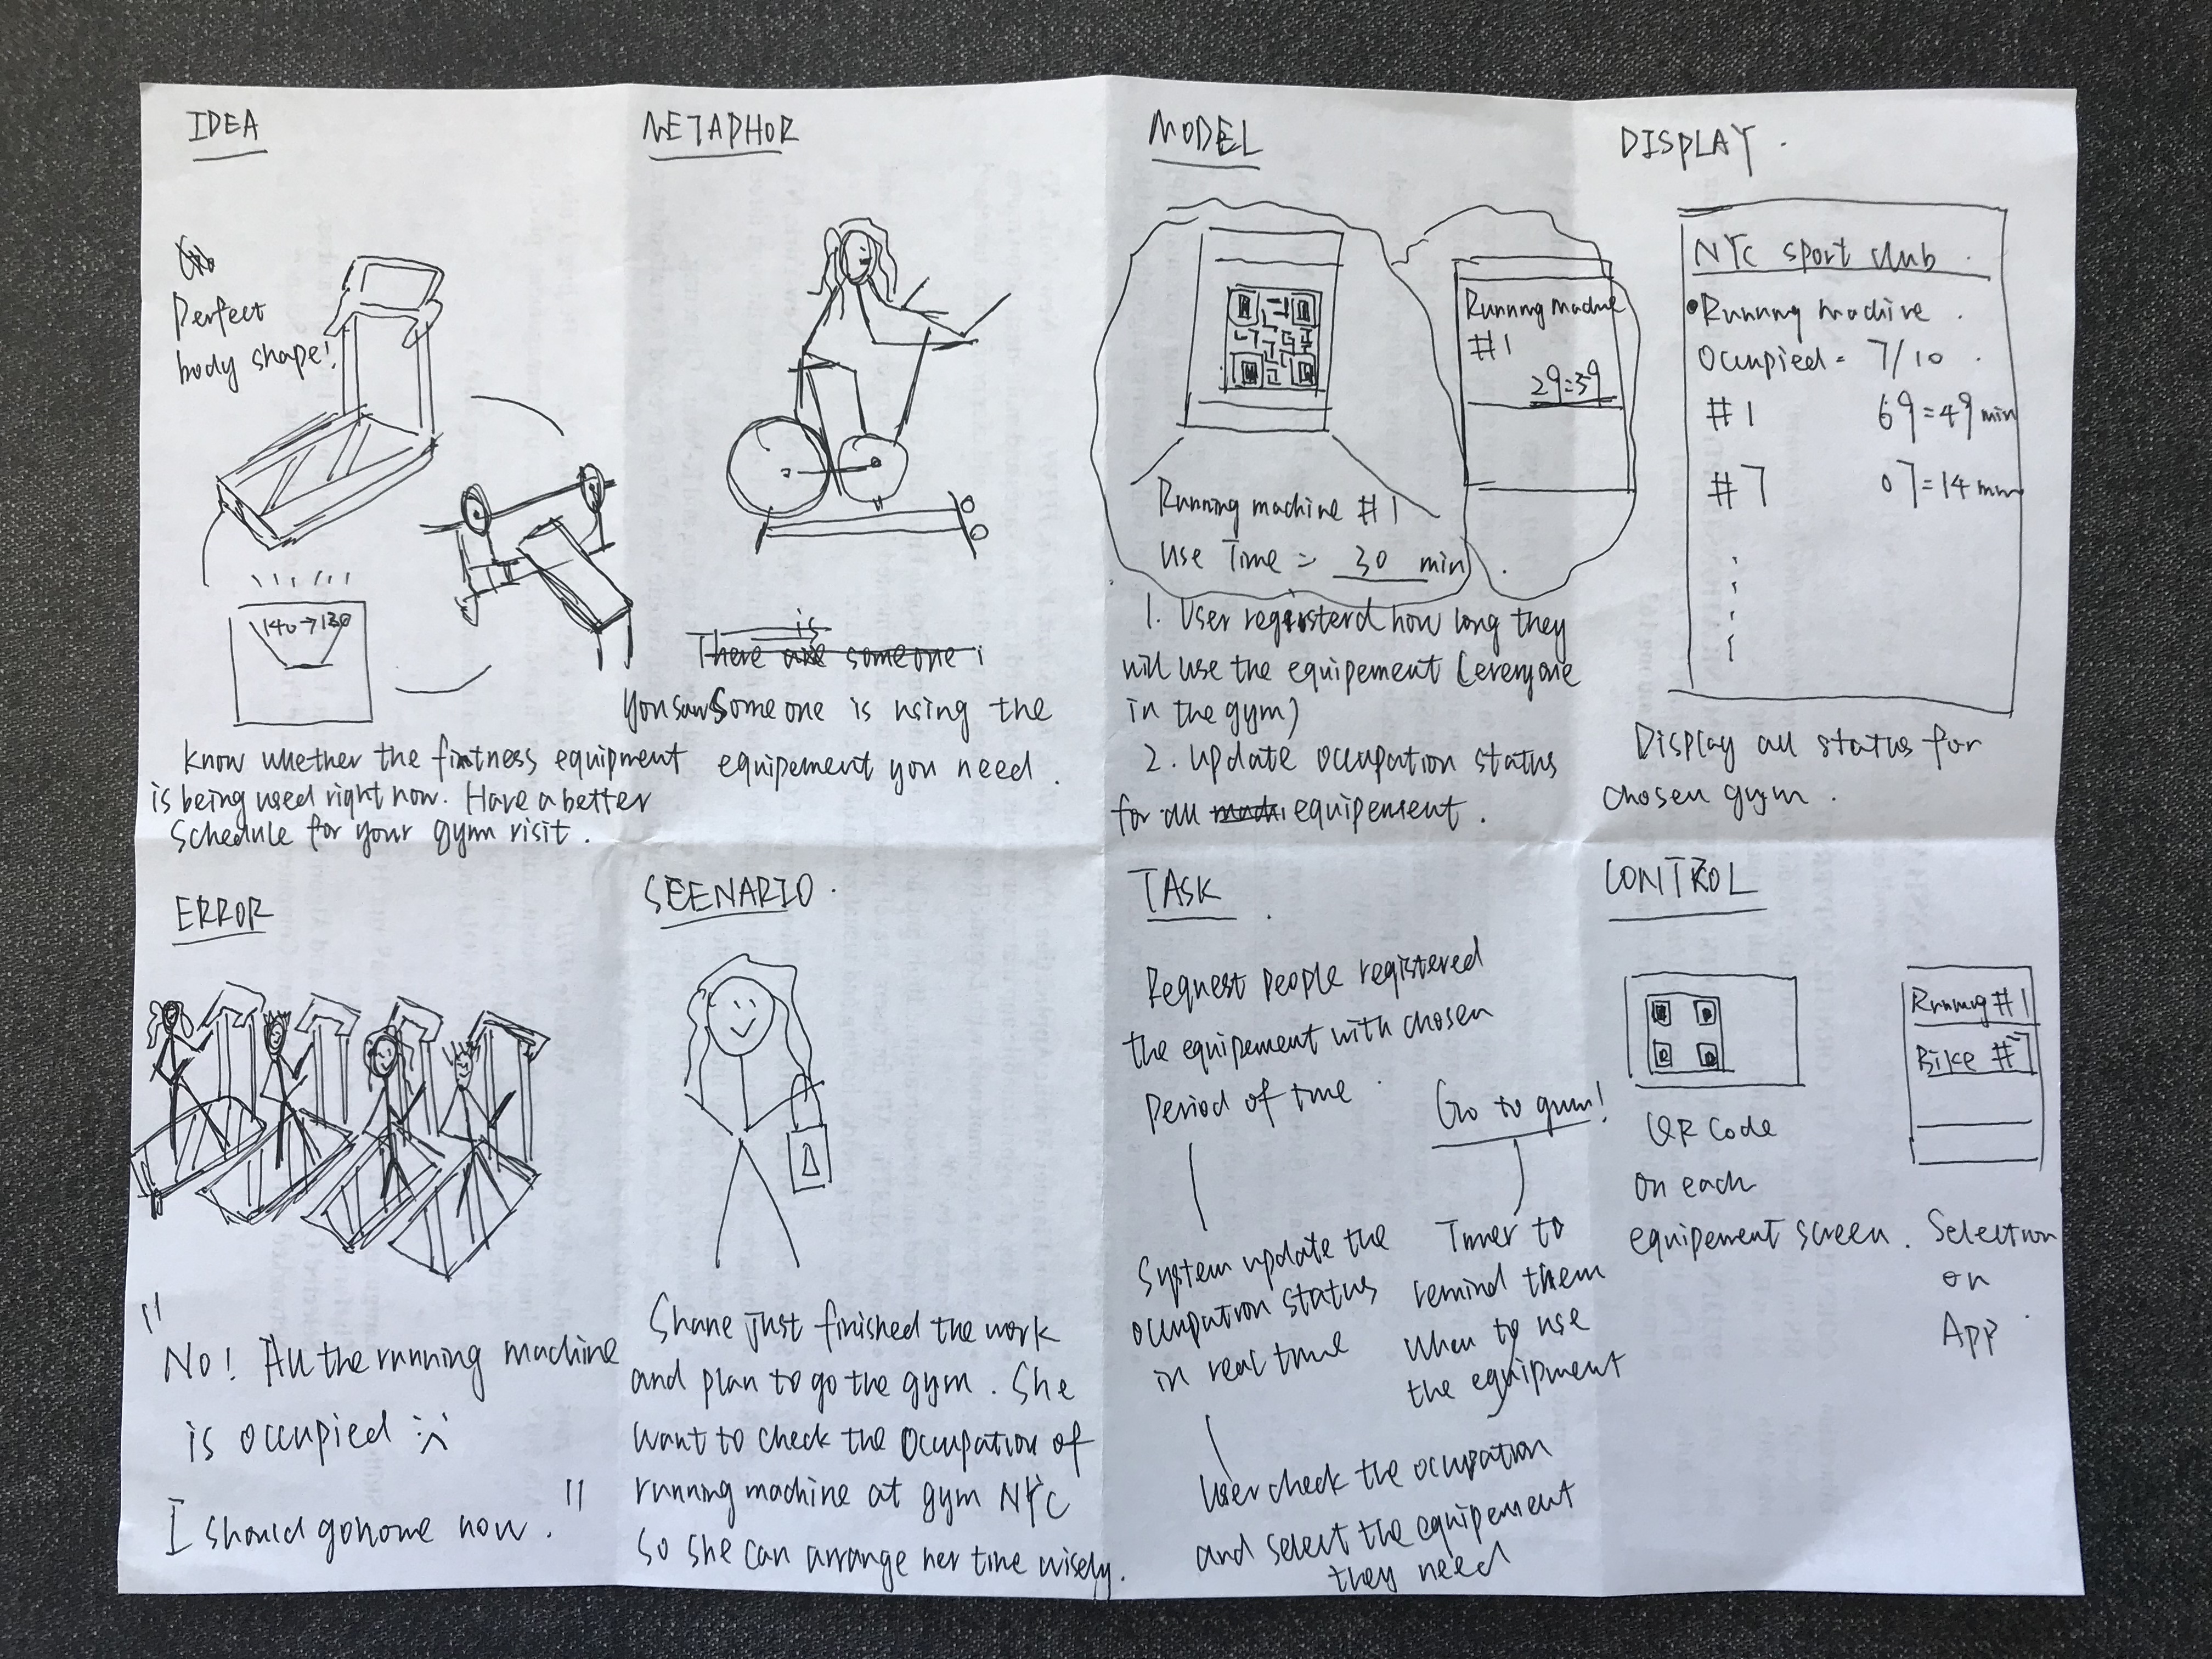 IDEA
Perfect
body shape!
140→130
Know whether the fintness equipment
is being used right now. Have a better
Schedule for your gym visit.
METAPHOR
There is someone
You saw Someone is using the
equipement you need.
MODEL
Running machine
#1
29:39
Running machine #1
Use Time = 30 min
1. User registerd how long they
will use the equipement (everyone
in the gym)
2. update occupation status
for all equipement.
DISPLAY.
NYC sport club.
•Running machine.
Occupied = 7/10.
#1 69:49 min
#7 07:14 min
Display all status for
chosen gym.
ERROR
"No! All the running machine
is occupied :(
I should go home now."
SEENARIO.
Shane just finished the work
and plan to go the gym. She
want to check the occupation of
running machine at gym NYC
so she can arrange her time wisely.
TASK.
Request people registered
the equipement with chosen
period of time.
System update the
occupation status
in real time
User check the occupation
and select the equipement
they need
Go to gym!
Timer to
remind them
when to use
the equipment
CONTROL
QR Code
on each
equipement screen.
Running #1
Bike #7
Selection
on
App.